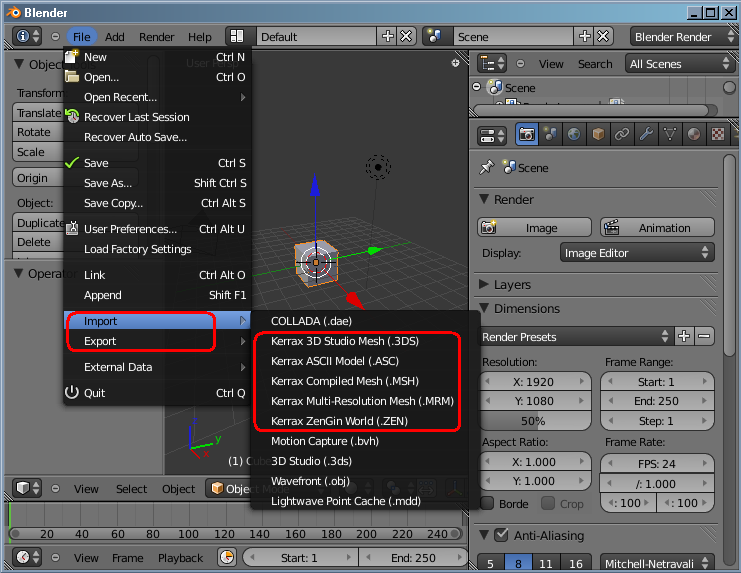 Blender
File Add Render Help Default Scene Blender Render
New Ctrl N
Open... Ctrl O
Open Recent...
Recover Last Session
Recover Auto Save...
Save Ctrl S
Save As... Shift Ctrl S
Save Copy... Ctrl Alt S
User Preferences... Ctrl Alt U
Load Factory Settings
Link Ctrl Alt O
Append Shift F1
Import
Export
External Data
Quit Ctrl Q
COLLADA (.dae)
Kerrax 3D Studio Mesh (.3DS)
Kerrax ASCII Model (.ASC)
Kerrax Compiled Mesh (.MSH)
Kerrax Multi-Resolution Mesh (.MRM)
Kerrax ZenGin World (.ZEN)
Motion Capture (.bvh)
3D Studio (.3ds)
Wavefront (.obj)
Lightwave Point Cache (.mdd)
Transform
Translate
Rotate
Scale
Origin
Object:
Duplicate
Delete
User
z
y
x
(1)
View Select Object Object
0 20 40 60 80 100 120 140 160 180 200 220 240
View Frame Playback Start: 1 End: 250
View Search All Scenes
Scene
Scene
Render
Image Animation
Display: Image Editor
Layers
Dimensions
Render Presets
Resolution: Frame Range:
X: 1920 Start: 1
Y: 1080 End: 250
50% Step: 1
Aspect Ratio: Frame Rate:
X: 1.000 FPS: 24
Y: 1.000 /: 1.000
Borde Crop : 100 : 100
Anti-Aliasing
5 8 11 16 Mitchell-Netravali